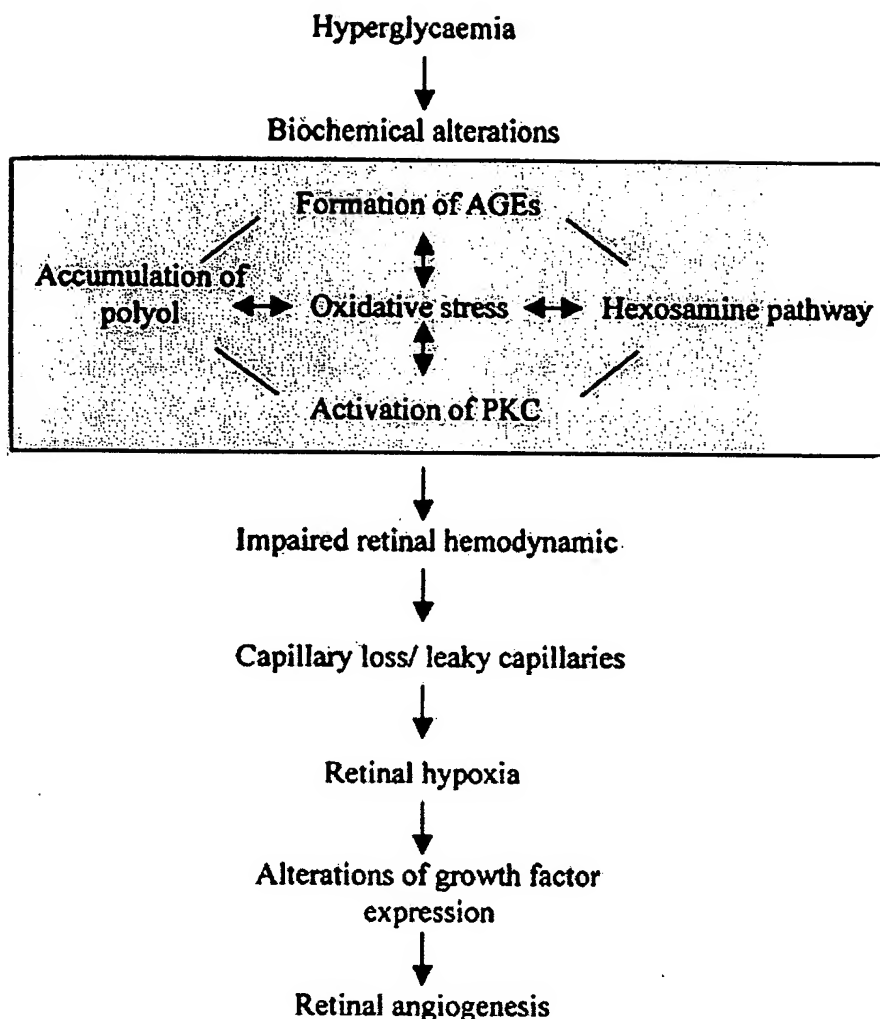 Hyperglycaemia
Biochemical alterations
Formation of AGEs
Accumulation of
polyol
Oxidative stress
Hexosamine pathway
Activation of PKC
Impaired retinal hemodynamic
Capillary loss/ leaky capillaries
Retinal hypoxia
Alterations of growth factor
expression
Retinal angiogenesis